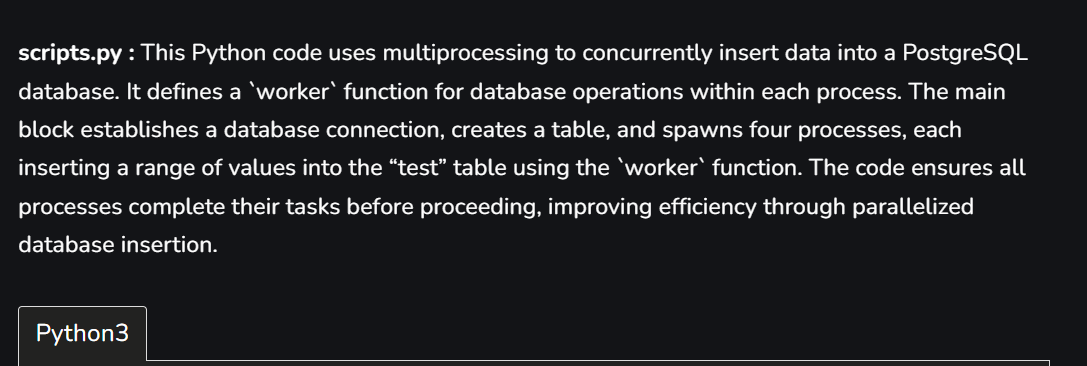 scripts.py : This Python code uses multiprocessing to concurrently insert data into a PostgreSQL
database. It defines a `worker` function for database operations within each process. The main
block establishes a database connection, creates a table, and spawns four processes, each
inserting a range of values into the “test” table using the `worker` function. The code ensures all
processes complete their tasks before proceeding, improving efficiency through parallelized
database insertion.
Python3